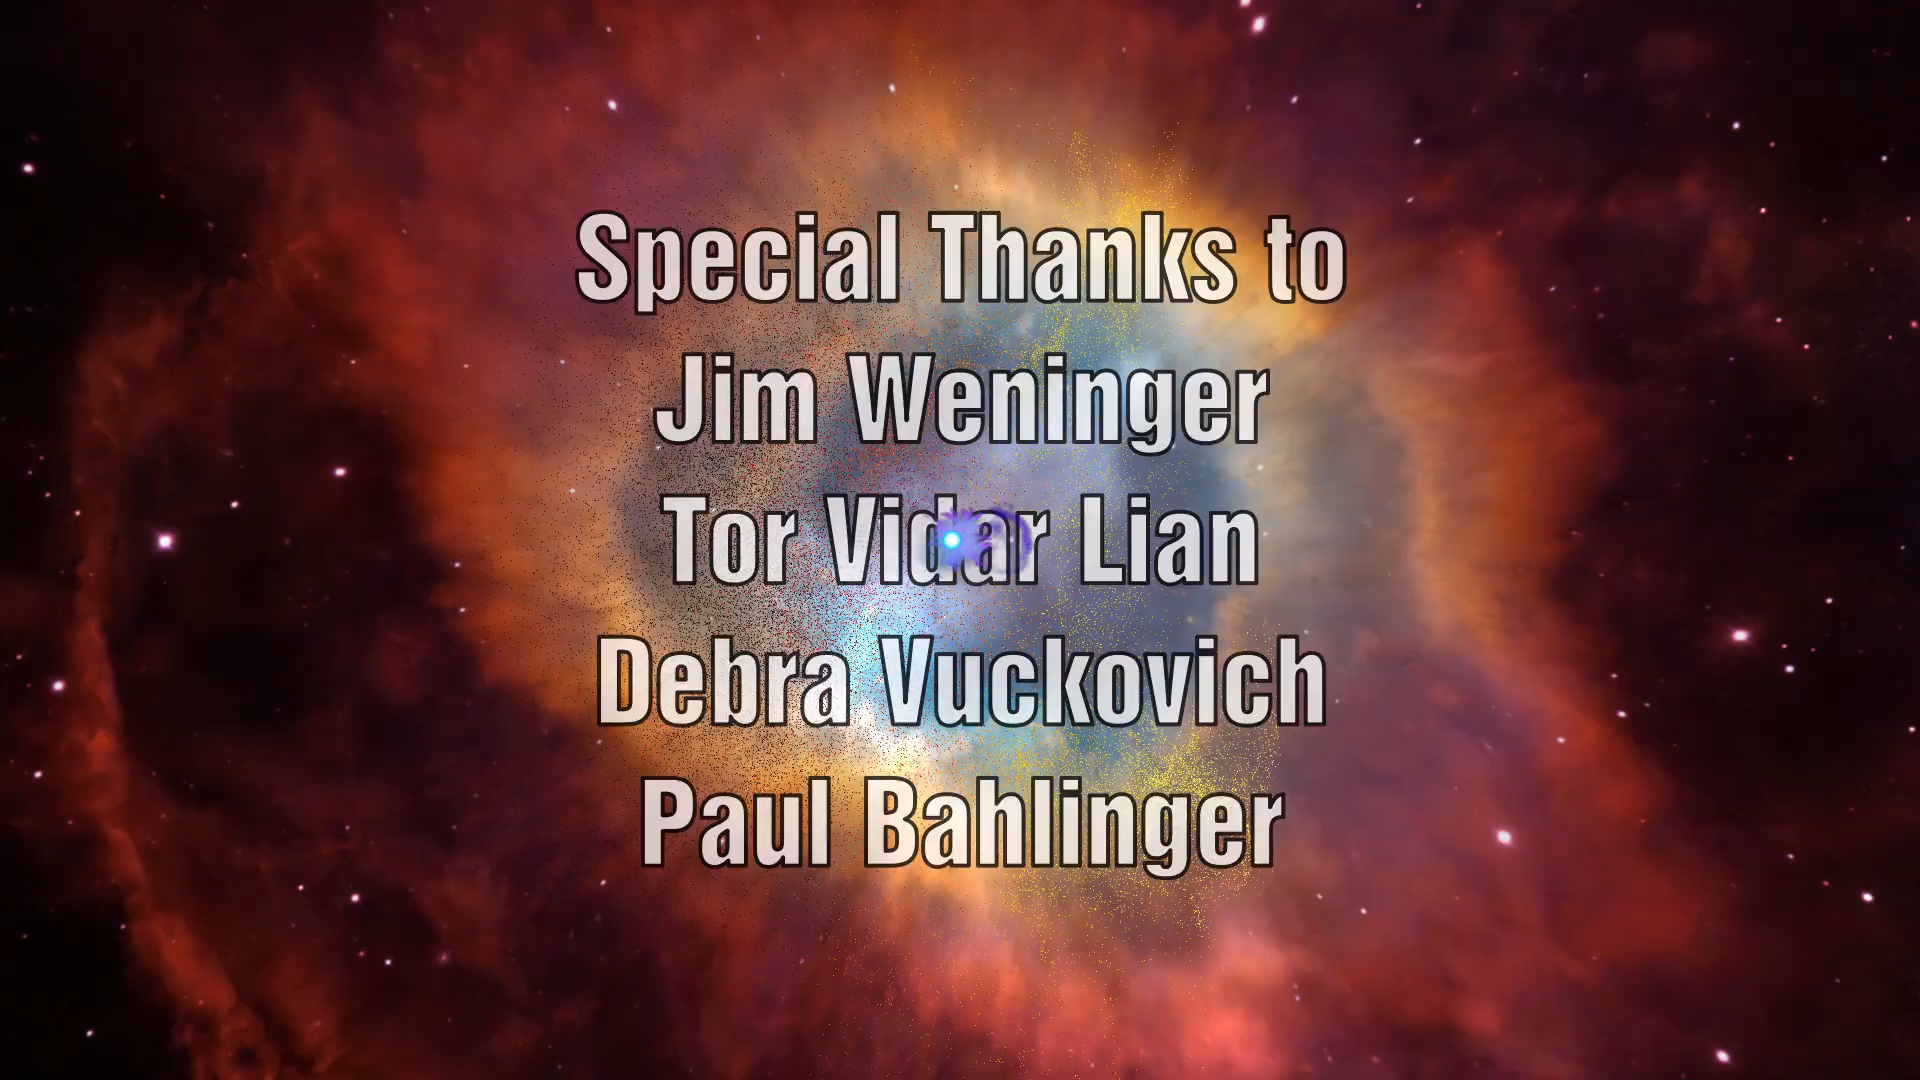 Special Thanks to
Jim Weninger
Tor Vidar Lian
Debra Vuckovich
Paul Bahlinger